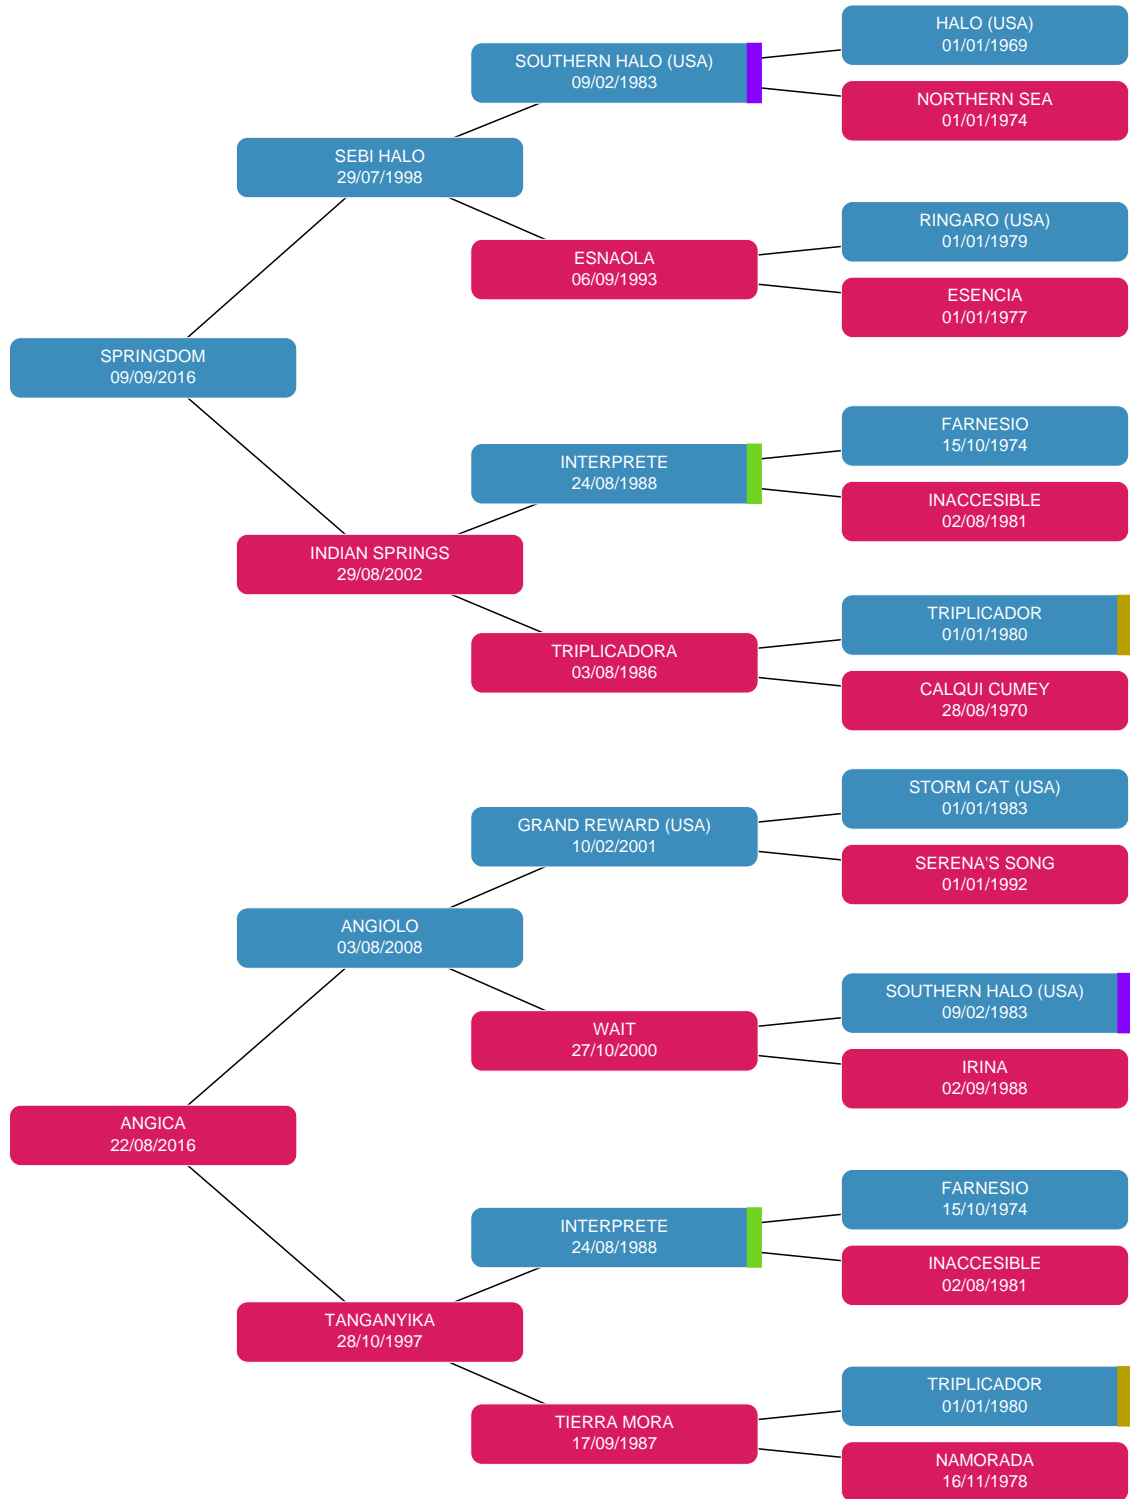 HALO (USA)
01/01/1969
SOUTHERN HALO (USA)
09/02/1983
NORTHERN SEA
01/01/1974
SEBI HALO
29/07/1998
RINGARO (USA)
01/01/1979
ESNAOLA
06/09/1993
ESENCIA
01/01/1977
SPRINGDOM
09/09/2016
FARNESIO
15/10/1974
INTERPRETE
24/08/1988
INACCESIBLE
02/08/1981
INDIAN SPRINGS
29/08/2002
TRIPLICADOR
01/01/1980
TRIPLICADORA
03/08/1986
CALQUI CUMEY
28/08/1970
STORM CAT (USA)
01/01/1983
GRAND REWARD (USA)
10/02/2001
SERENA'S SONG
01/01/1992
ANGIOLO
03/08/2008
SOUTHERN HALO (USA)
09/02/1983
WAIT
27/10/2000
IRINA
02/09/1988
ANGICA
22/08/2016
FARNESIO
15/10/1974
INTERPRETE
24/08/1988
INACCESIBLE
02/08/1981
TANGANYIKA
28/10/1997
TRIPLICADOR
01/01/1980
TIERRA MORA
17/09/1987
NAMORADA
16/11/1978